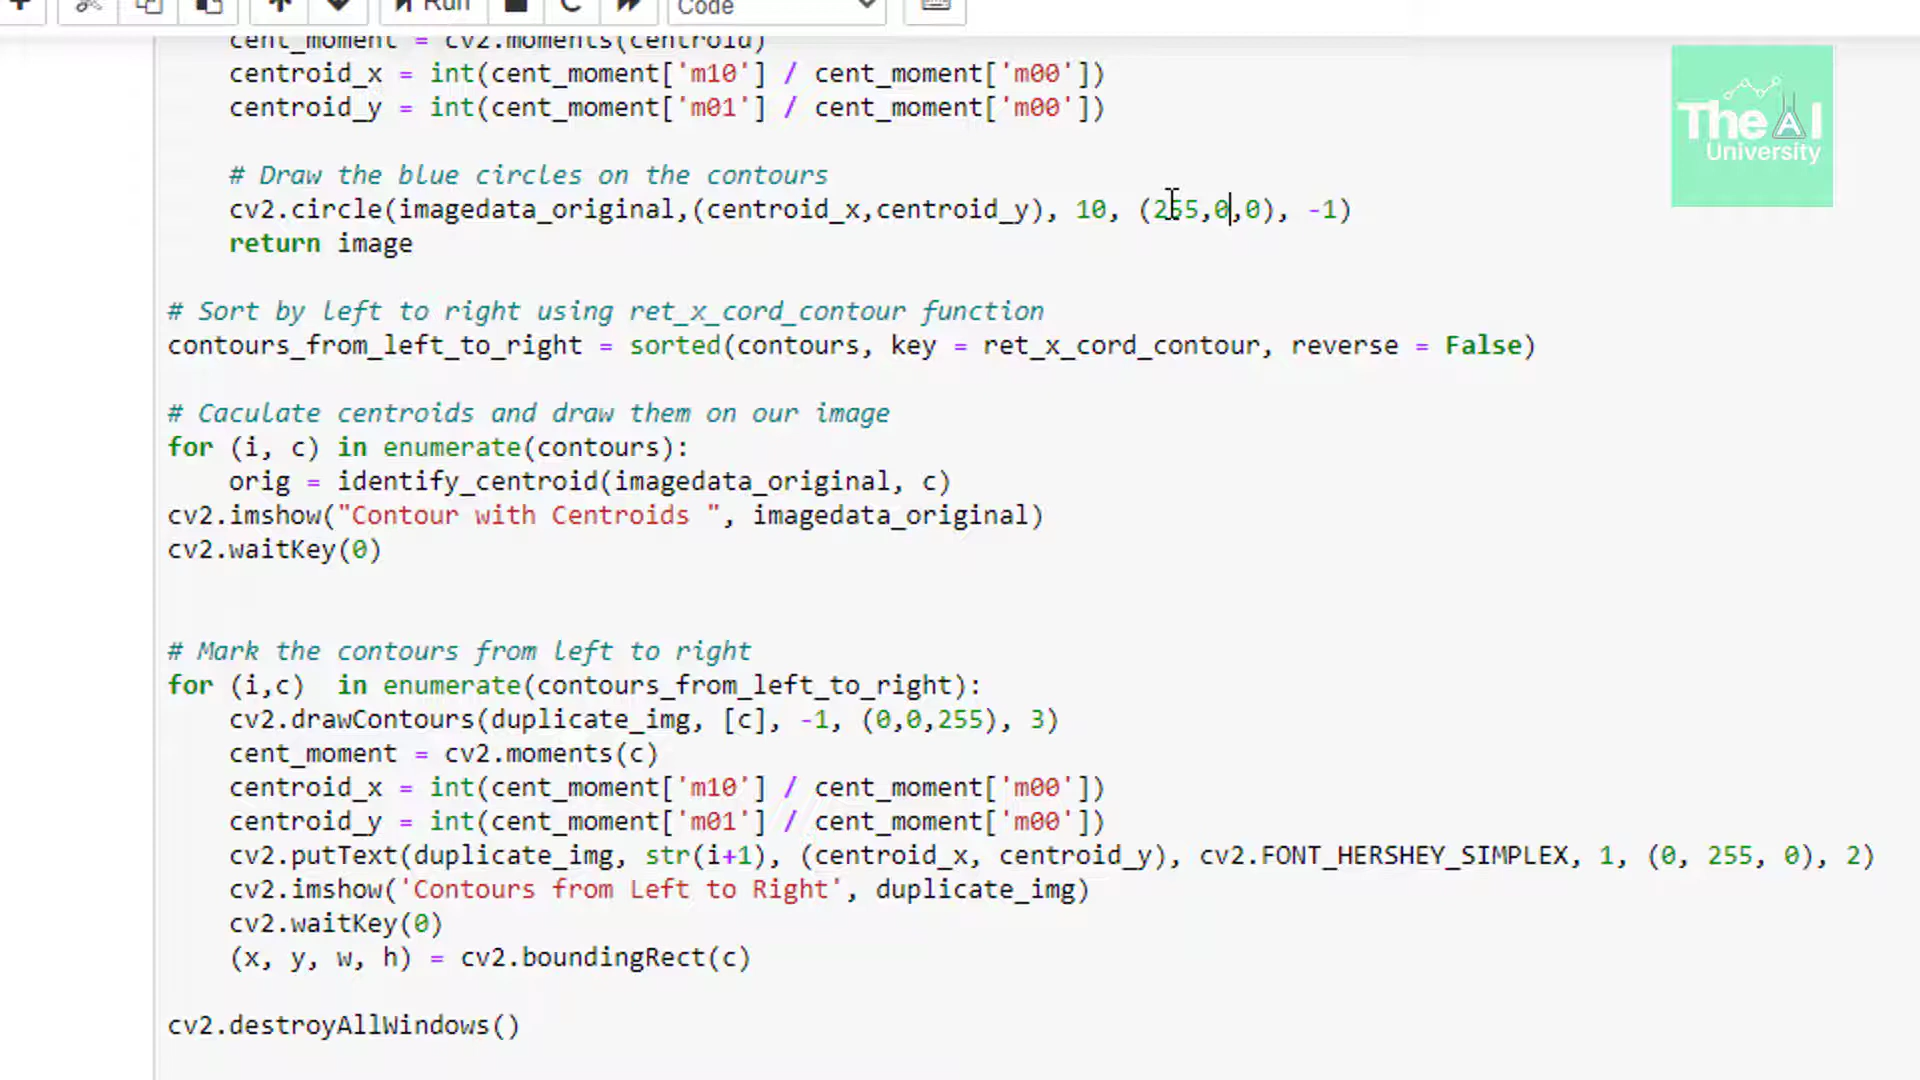 Run
Code
cent_moment = cv2.moments(centroid)
centroid_x = int(cent_moment['m10'] / cent_moment['m00'])
centroid_y = int(cent_moment['m01'] / cent_moment['m00'])
The AI
University
# Draw the blue circles on the contours
cv2.circle(imagedata_original,(centroid_x,centroid_y), 10, (255,0,0), -1)
return image
# Sort by left to right using ret_x_cord_contour function
contours_from_left_to_right = sorted(contours, key = ret_x_cord_contour, reverse = False)
# Caculate centroids and draw them on our image
for (i, c) in enumerate(contours):
orig = identify_centroid(imagedata_original, c)
cv2.imshow("Contour with Centroids ", imagedata_original)
cv2.waitKey(0)
# Mark the contours from left to right
for (i,c)  in enumerate(contours_from_left_to_right):
cv2.drawContours(duplicate_img, [c], -1, (0,0,255), 3)
cent_moment = cv2.moments(c)
centroid_x = int(cent_moment['m10'] / cent_moment['m00'])
centroid_y = int(cent_moment['m01'] / cent_moment['m00'])
cv2.putText(duplicate_img, str(i+1), (centroid_x, centroid_y), cv2.FONT_HERSHEY_SIMPLEX, 1, (0, 255, 0), 2)
cv2.imshow('Contours from Left to Right', duplicate_img)
cv2.waitKey(0)
(x, y, w, h) = cv2.boundingRect(c)
cv2.destroyAllWindows()